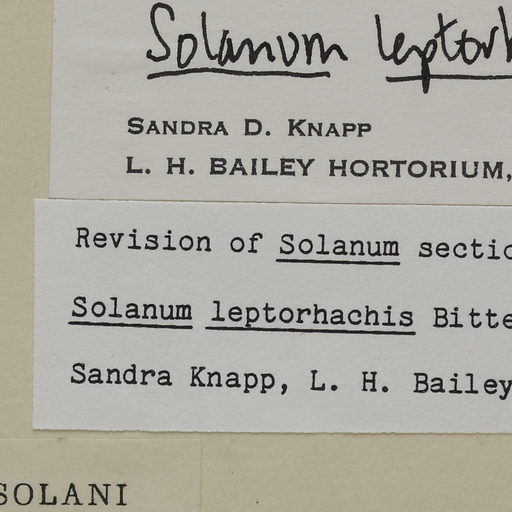 Solanum leptorh
SANDRA D. KNAPP
L. H. BAILEY HORTORIUM,
Revision of Solanum sectio
Solanum leptorhachis Bitte
Sandra Knapp, L. H. Bailey
SOLANI